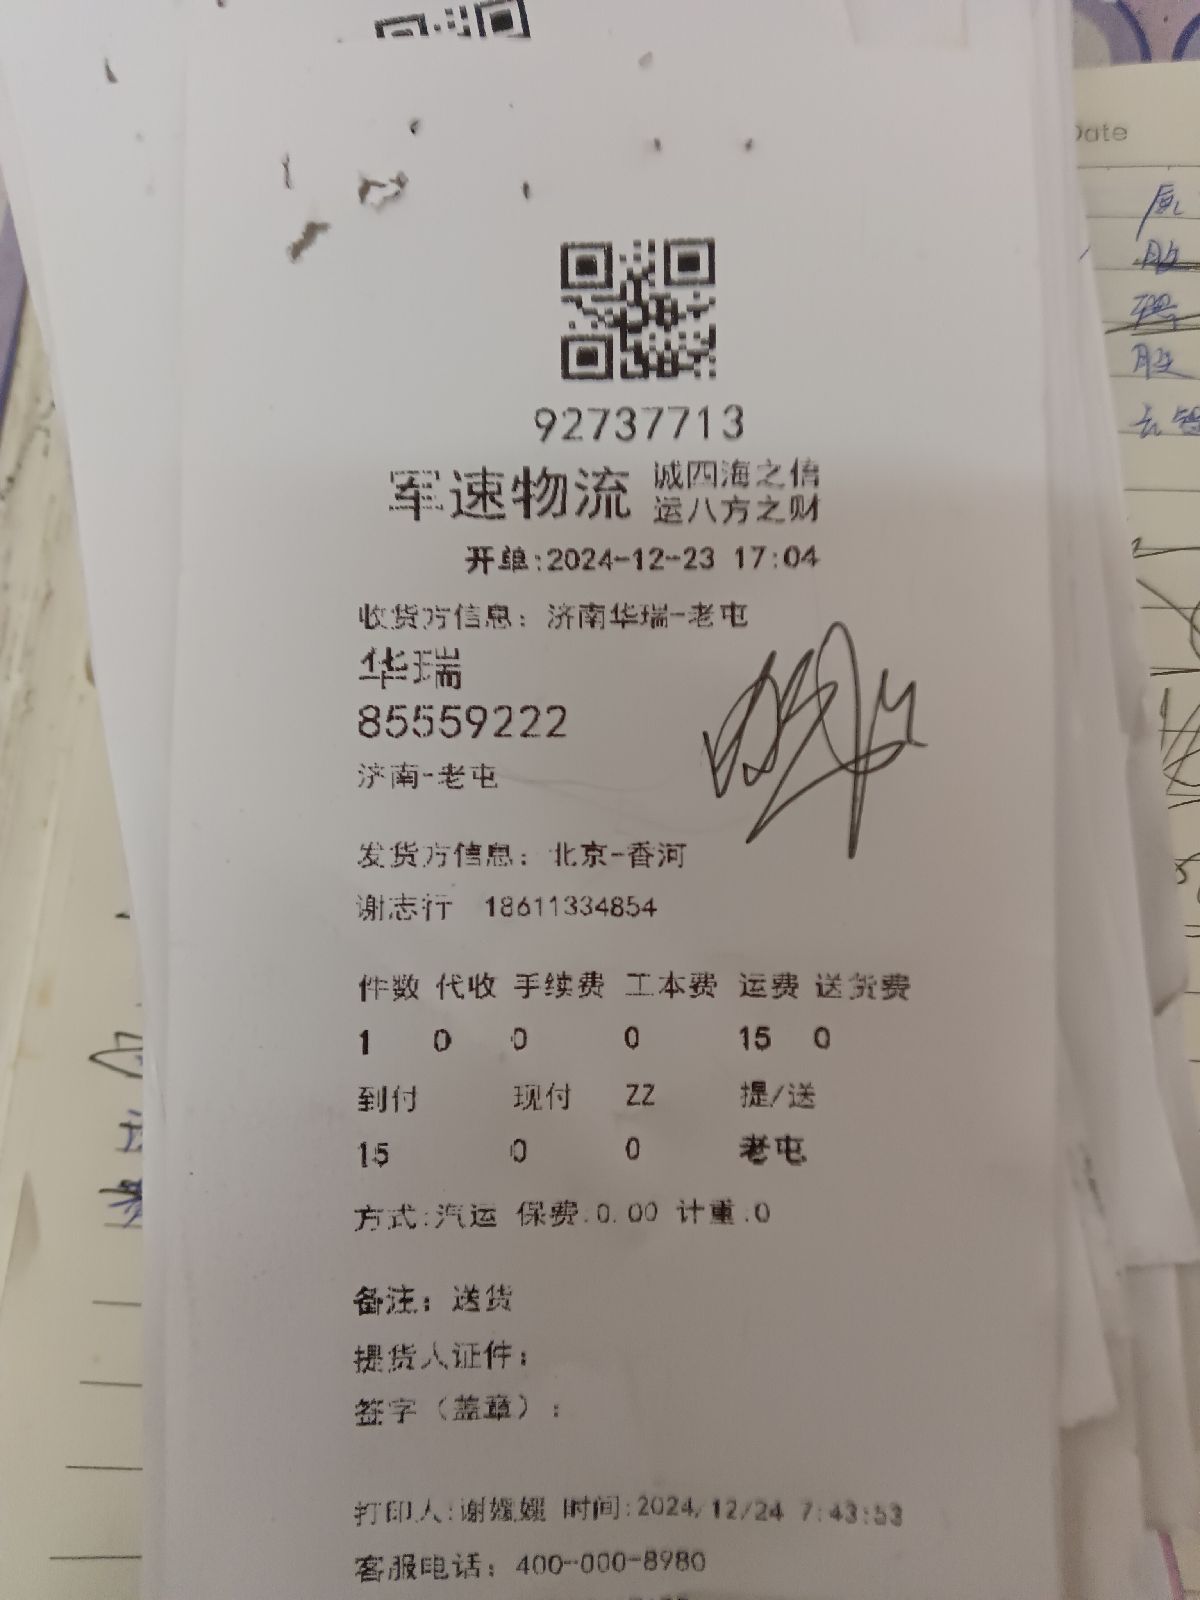 92737713
军速物流 诚四海之信
运八方之财
开单:2024-12-23 17:04
收货方信息：济南华瑞-老屯
华瑞
85559222
济南-老屯
发货方信息：北京-香河
谢志行 18611334854
件数 代收 手续费 工本费 运费 送货费
1 0 0 0 15 0
到付 现付 ZZ 提/送
15 0 0 老屯
方式:汽运 保费:0.00 计重:0
备注：送货
提货人证件：
签字（盖章）：
打印人:谢媛媛 时间:2024/12/24 7:43:53
客服电话：400-000-8980
Date